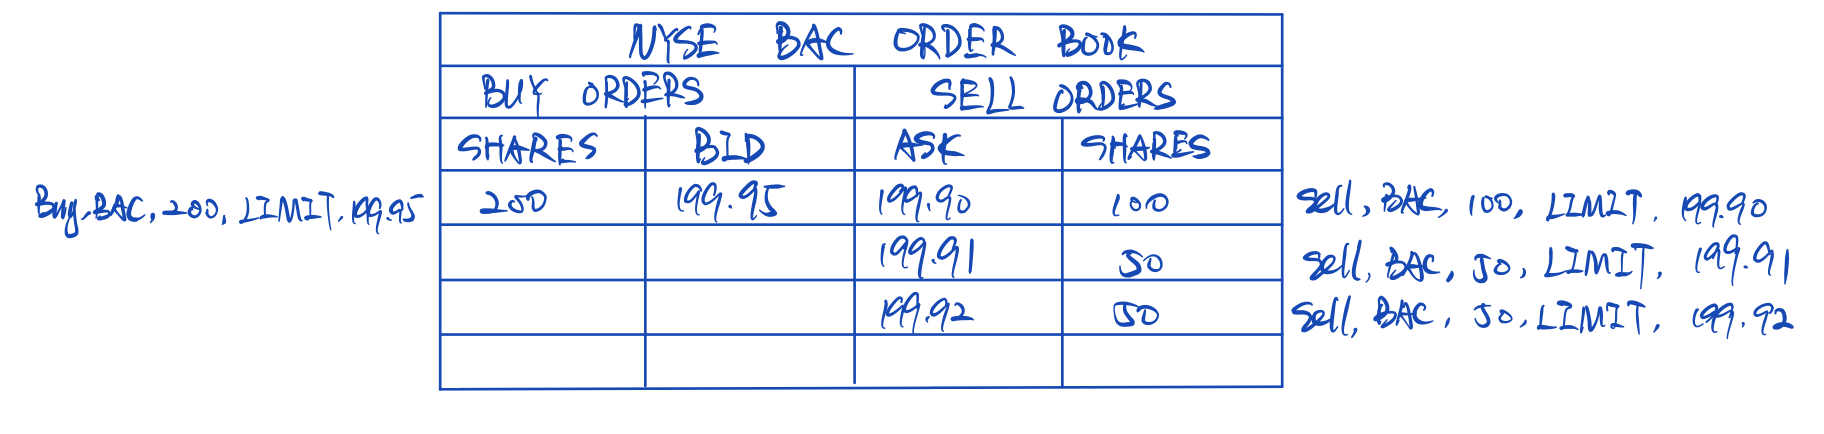 NYSE BAC ORDER BOOK
BUY ORDERS SELL ORDERS
SHARES BID ASK SHARES
Buy, BAC, 200, LIMIT, 199.95 200 199.95 199.90 100 Sell, BAC, 100, LIMIT, 199.90
199.91 50 Sell, BAC, 50, LIMIT, 199.91
199.92 50 Sell, BAC, 50, LIMIT, 199.92